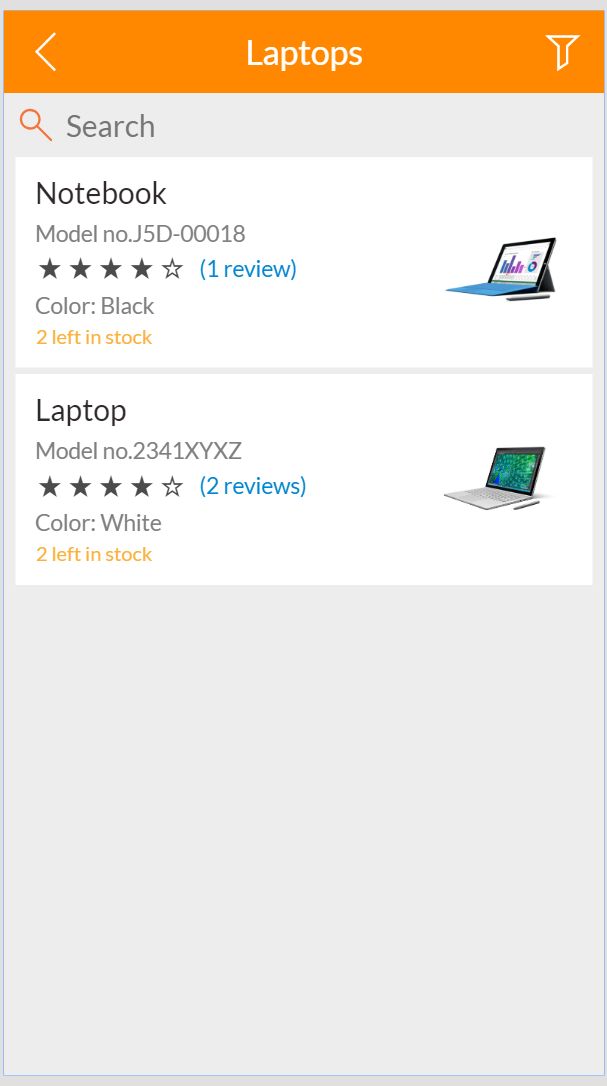 Laptops
Search
Notebook
Model no.J5D-00018
(1 review)
Color: Black
2 left in stock
Laptop
Model no.2341XYXZ
(2 reviews)
Color: White
2 left in stock